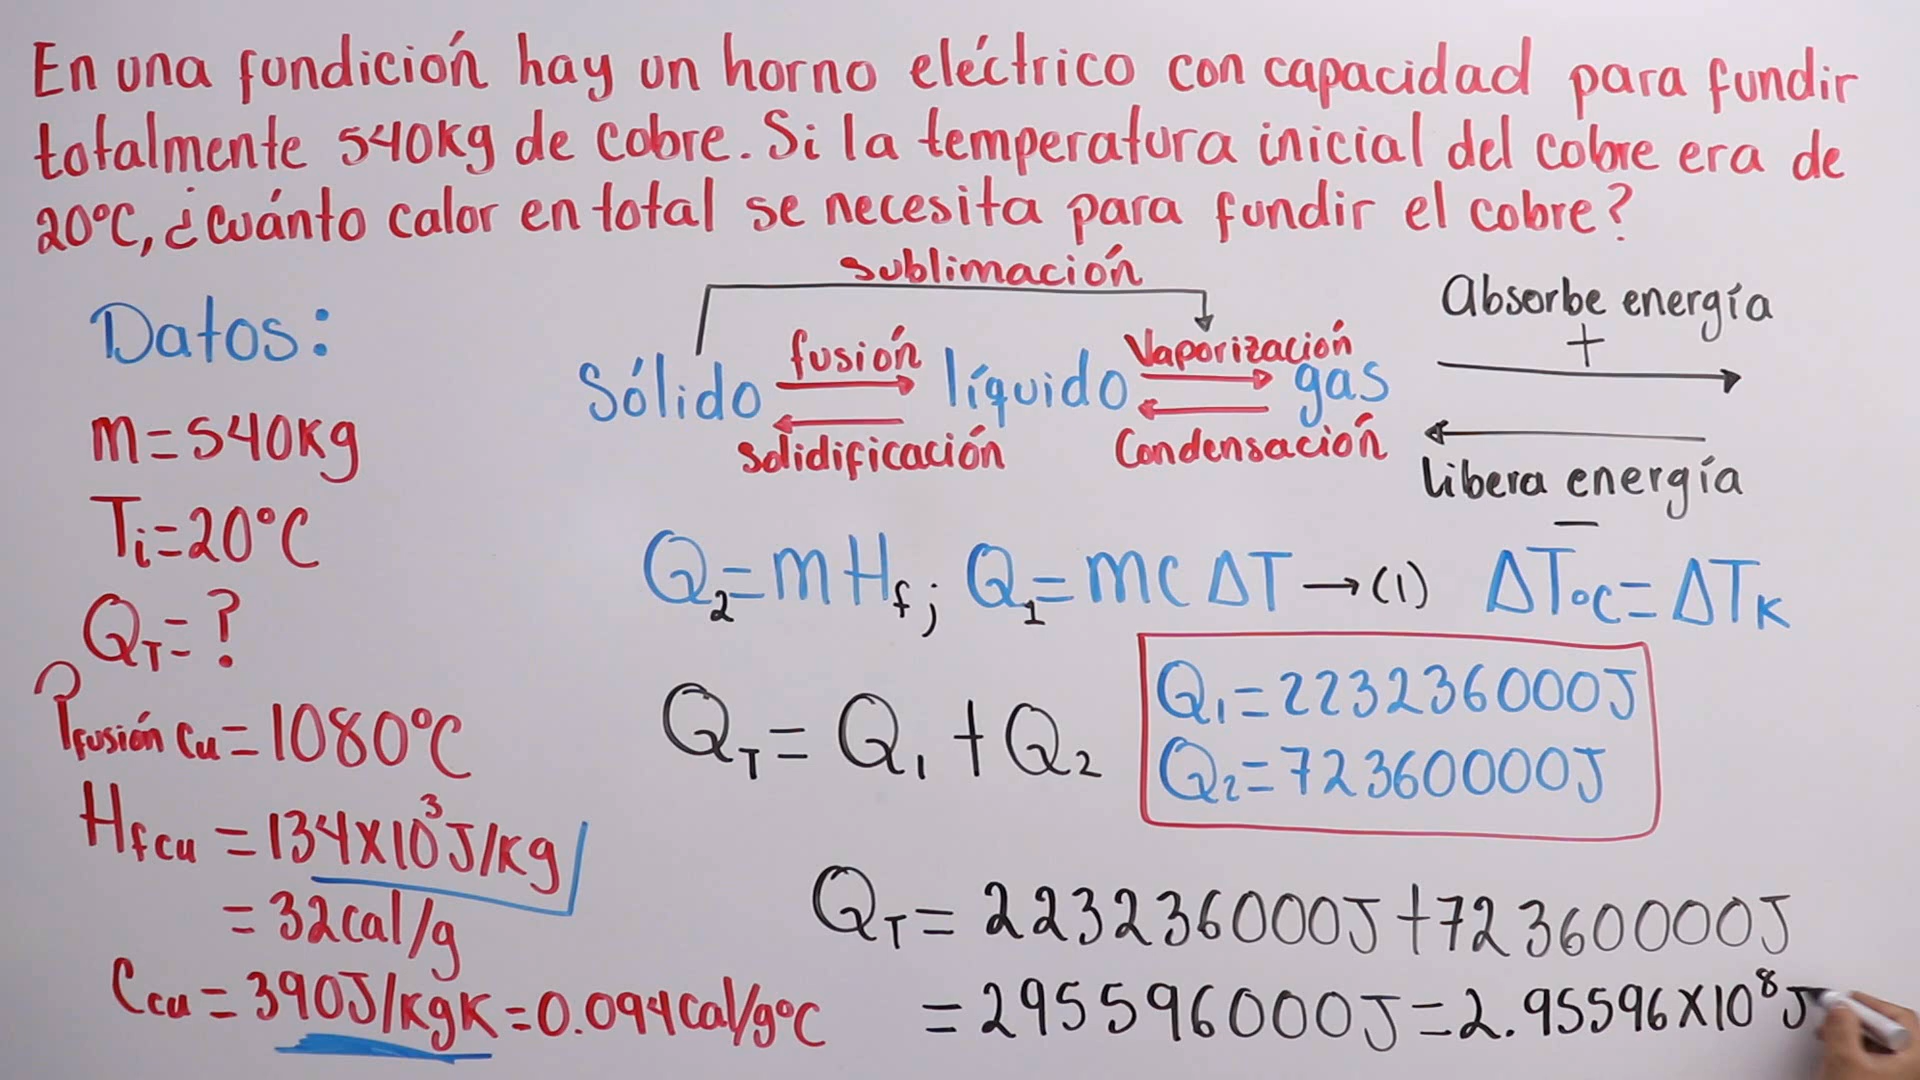 En una fundición hay un horno eléctrico con capacidad para fundir
totalmente 540Kg de cobre. Si la temperatura inicial del cobre era de
20°C, ¿cuánto calor en total se necesita para fundir el cobre?
sublimación
Absorbe energía
+
Datos:
fusión
Vaporización
Sólido
líquido
gas
solidificación
Condensación
libera energía
−
m=540Kg
Ti=20°C
QT=?
Tfusión Cu=1080°C
Hfcu=134x10³J/Kg
=32cal/g
Ccu=390J/KgK=0.094Cal/g°C
Q2=mHf; Q1=mCΔT→(1)
ΔT°C=ΔTK
QT=Q1+Q2
Q1=223236000J
Q2=72360000J
QT=223236000J+72360000J
=295596000J=2.95596x10⁸J